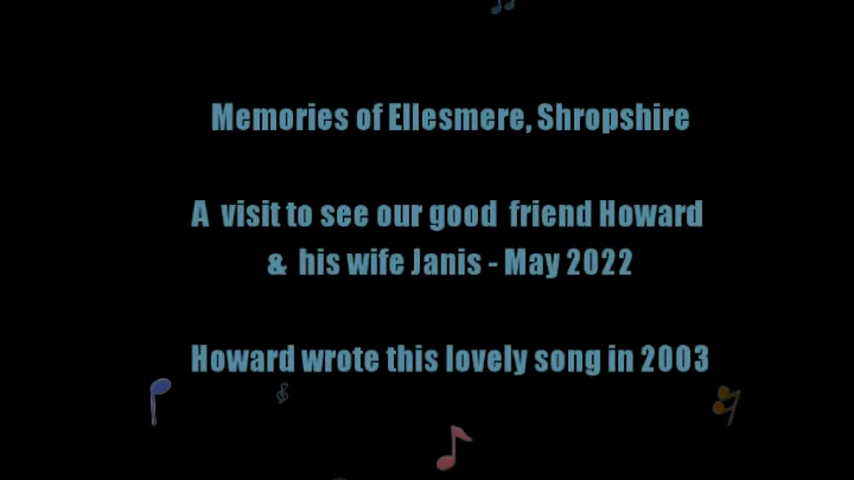 Memories of Ellesmere, Shropshire
A visit to see our good friend Howard
& his wife Janis - May 2022
Howard wrote this lovely song in 2003